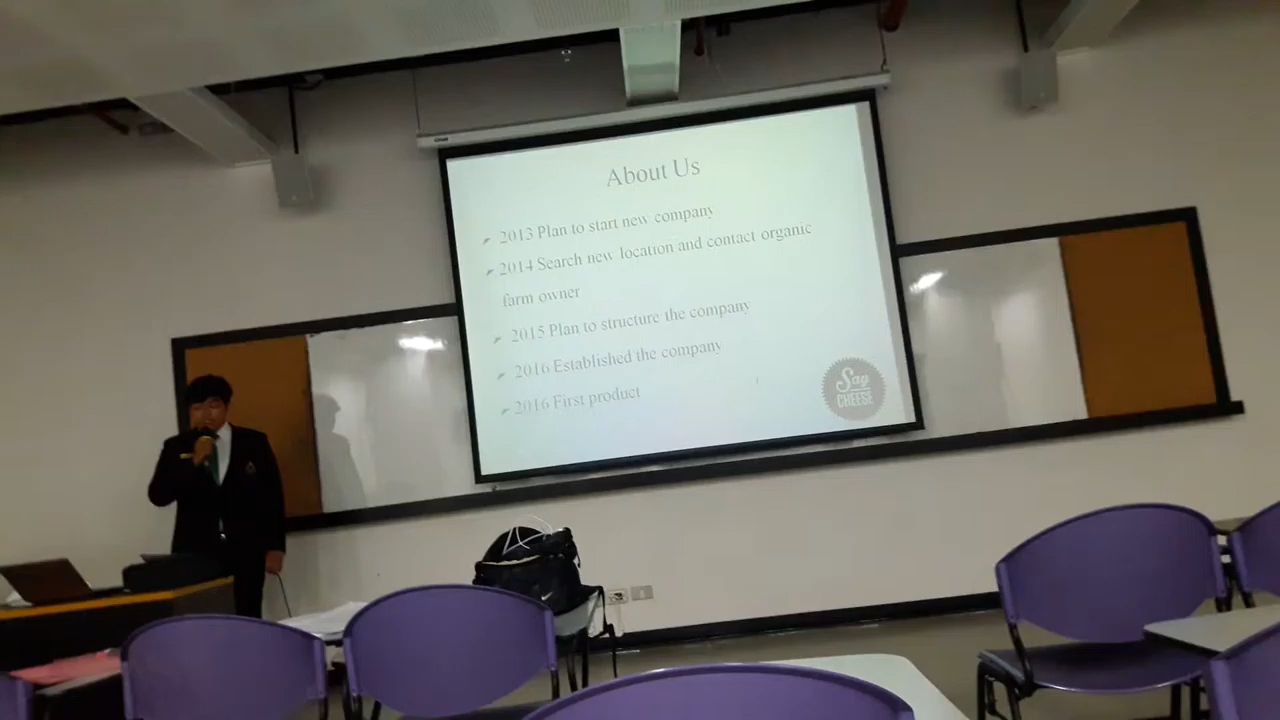 About Us
2013 Plan to start new company
2014 Search new location and contact organic
farm owner
2015 Plan to structure the company
2016 Established the company
2016 First product
Say
CHEESE